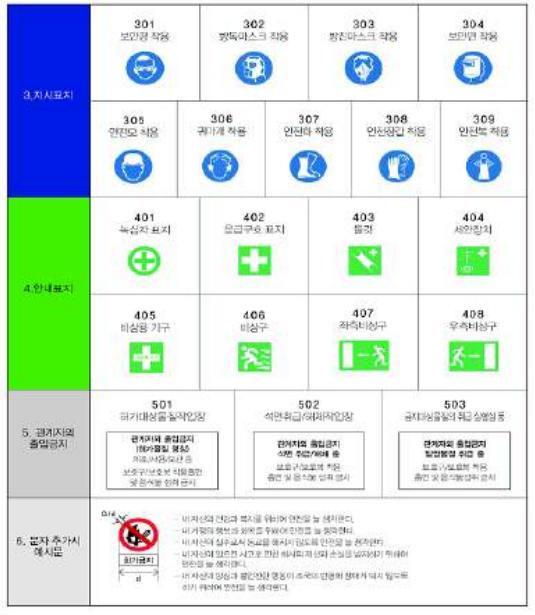 3.지시표지
301
보안경 착용
302
방독마스크 착용
303
방진마스크 착용
304
보안면 착용
305
안전모 착용
306
귀마개 착용
307
안전화 착용
308
안전장갑 착용
309
안전복 착용
4.안내표지
401
녹십자 표지
402
응급구호 표지
403
들것
404
세안장치
405
비상용 기구
406
비상구
407
좌측비상구
408
우측비상구
5. 관계자외
출입금지
501
허가대상물질작업장
관계자외 출입금지
(허가물질 명칭)
제조/사용/보관 중
보호구/보호복 착용
및 음식물 섭취 금지
502
석면취급/해체작업장
관계자외 출입금지
석면 취급/해체 중
보호구/보호복 착용
흡연 및 음식물섭취 금지
503
금지대상물질의 취급 실험실 등
관계자외 출입금지
발암물질 취급 중
보호구/보호복 착용
흡연 및 음식물섭취 금지
6. 문자 추가시
예시문
화기금지
d
- 내 자신의 건강과 복지를 위하여 안전을 늘 생각한다.
- 내 가정의 행복과 화목을 위하여 안전을 늘 생각한다.
- 내 자신의 실수로써 동료를 해치지 않도록 안전을 늘 생각한다.
- 내 자신이 일으킨 사고로 인한 회사의 재산과 손실을 방지하기 위하여
안전을 늘 생각한다.
- 내 자신의 방심과 불안전한 행동이 조국의 번영에 장애가 되지 않도록
하기 위하여 안전을 늘 생각한다.